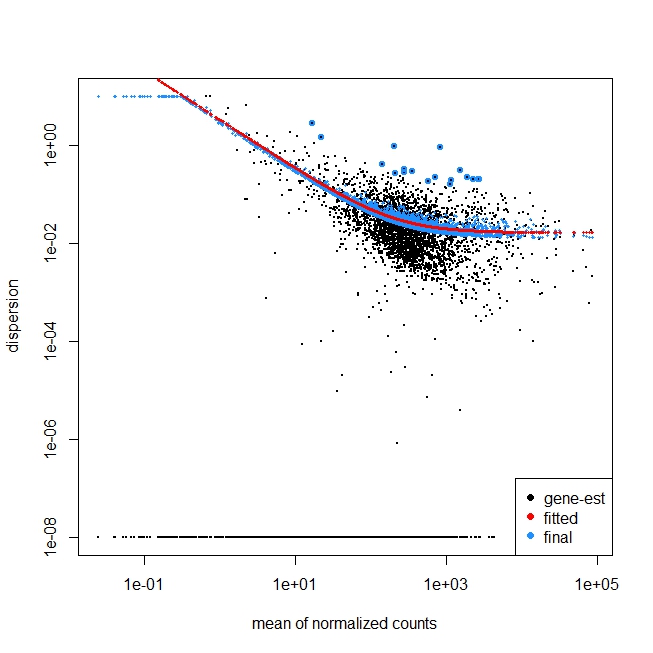 1e+00
1e-02
1e-04
1e-06
1e-08
dispersion
gene-est
fitted
final
1e-01
1e+01
1e+03
1e+05
mean of normalized counts